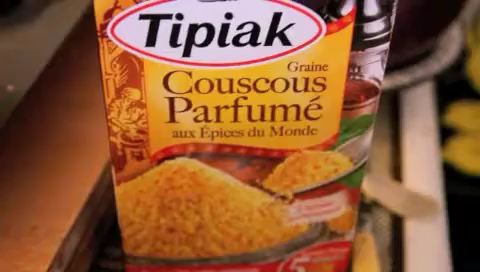 Tipiak
Graine
Couscous
Parfumé
aux Épices du Monde